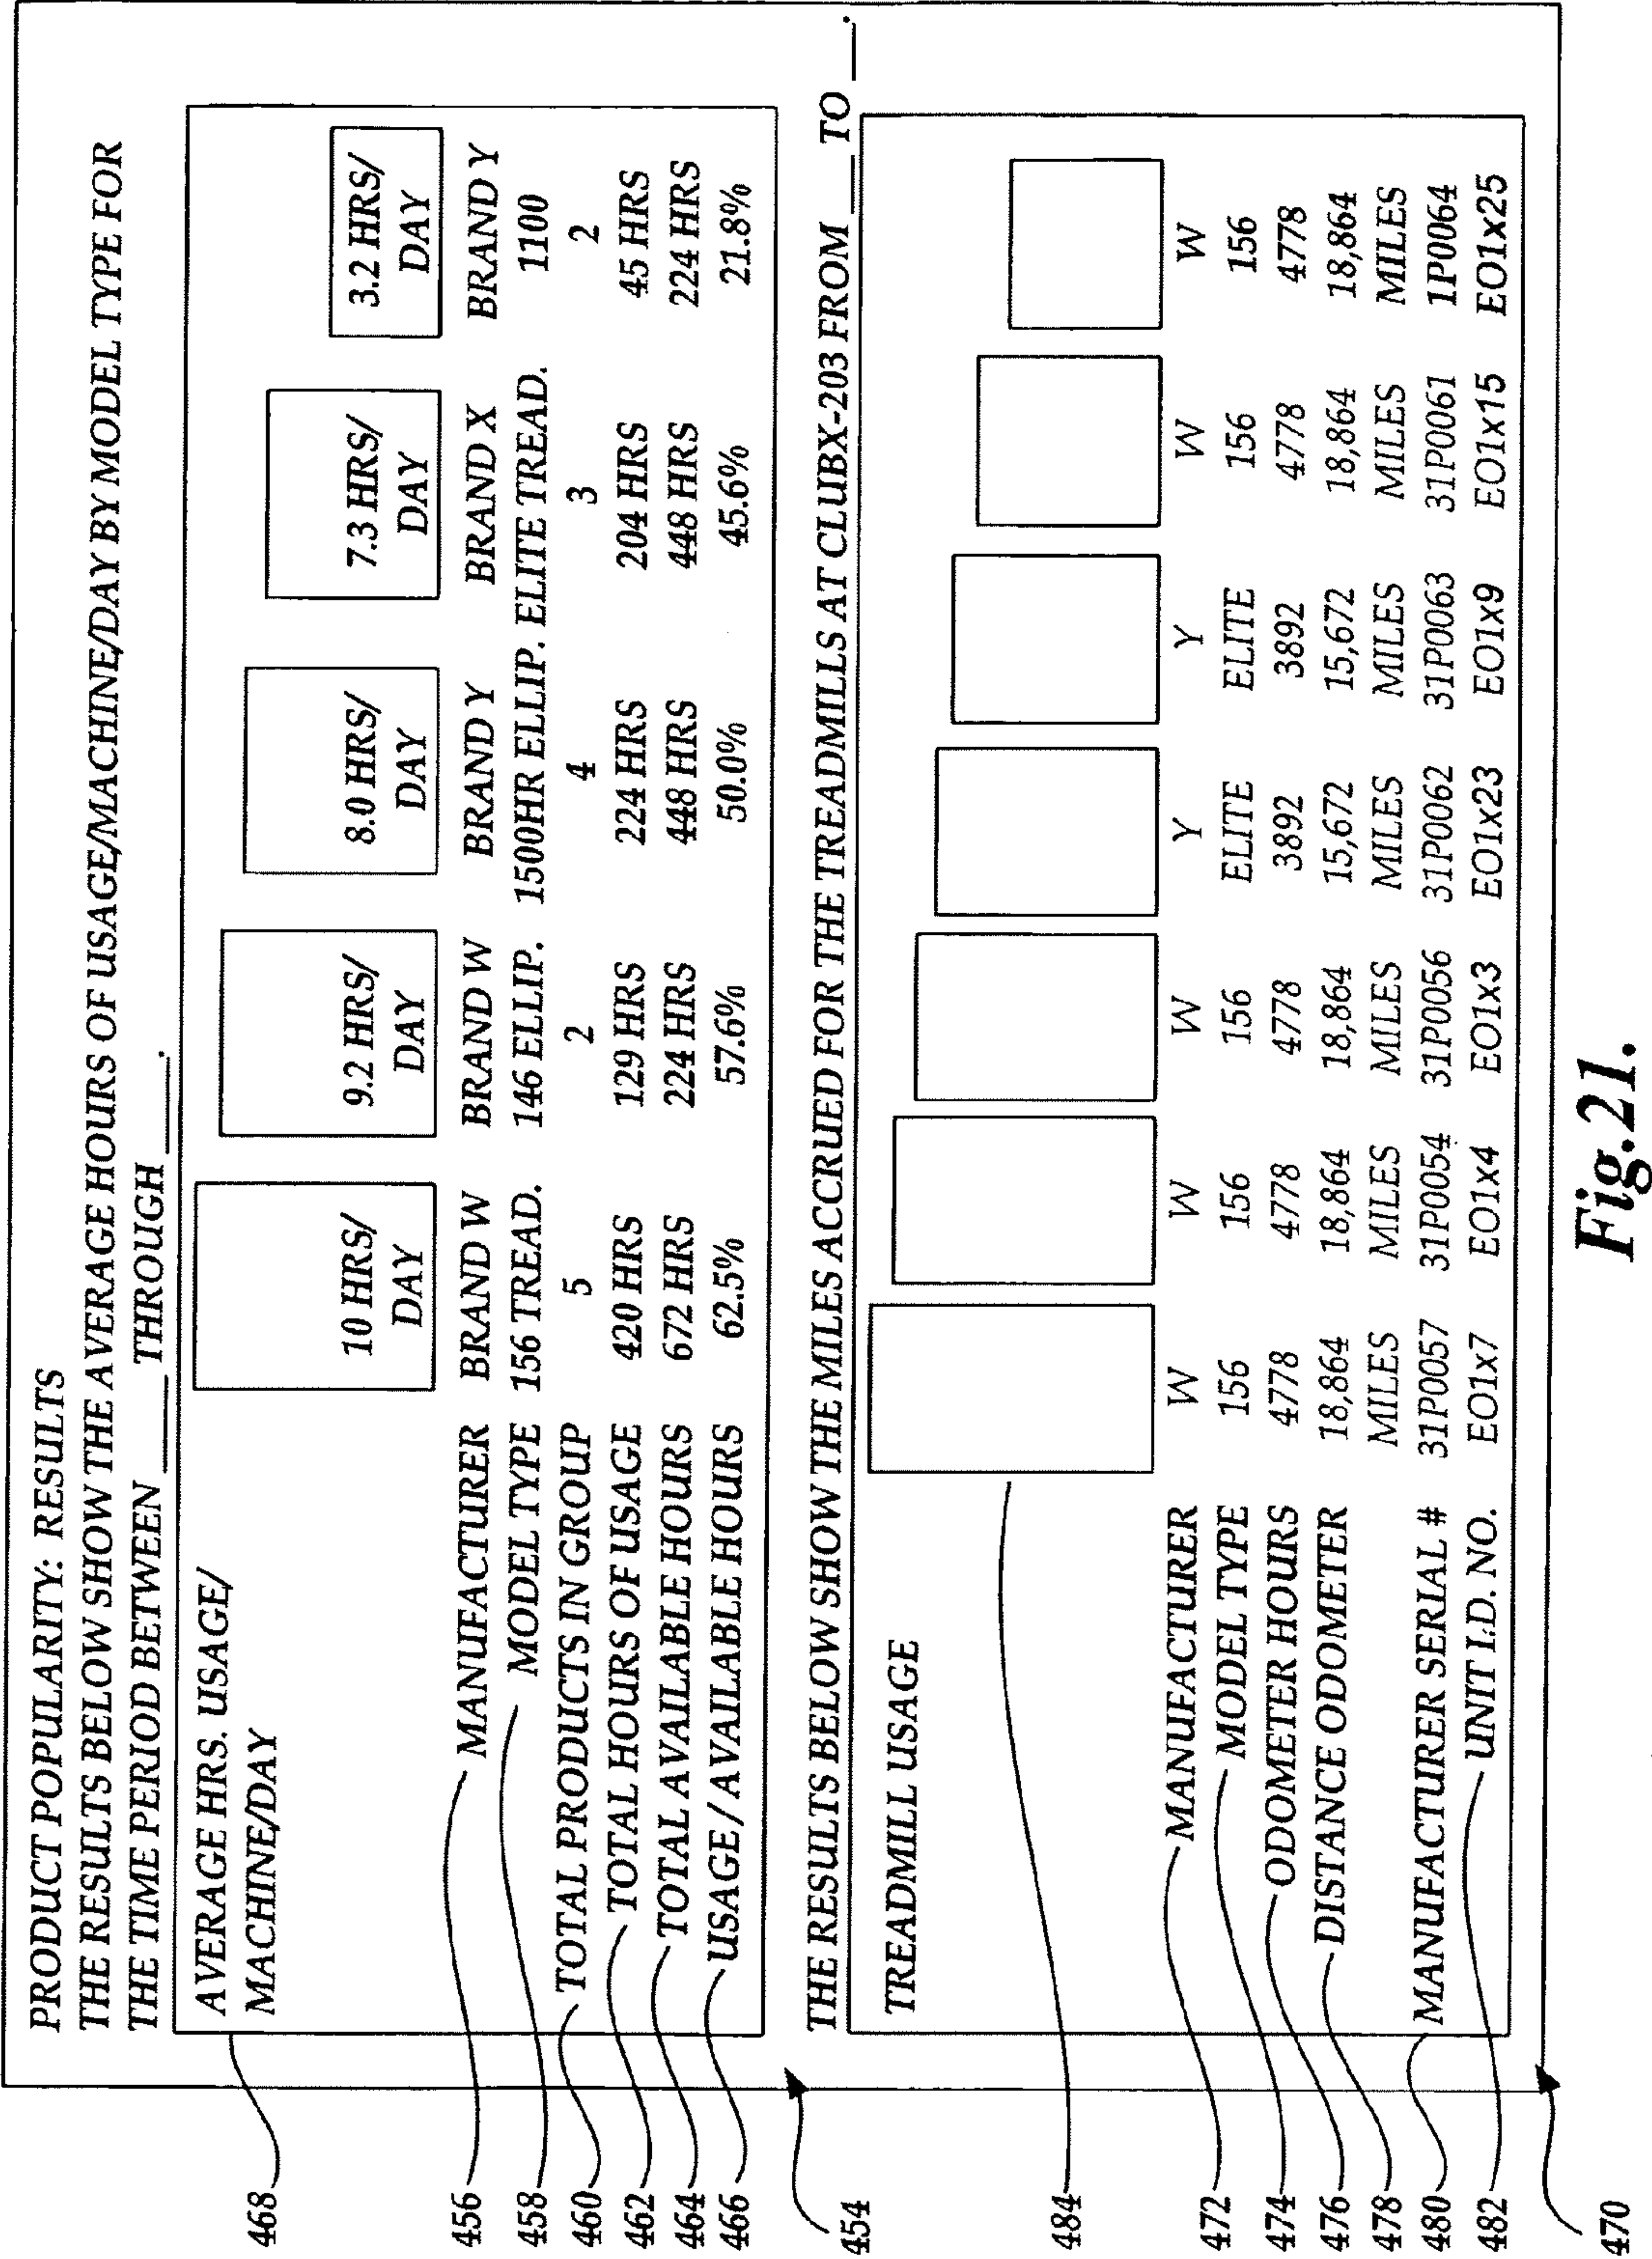 PRODUCT POPULARITY: RESULTS
THE RESULTS BELOW SHOW THE AVERAGE HOURS OF USAGE/MACHINE/DAY BY MODEL TYPE FOR
THE TIME PERIOD BETWEEN ____ THROUGH ____.
468 AVERAGE HRS. USAGE/
MACHINE/DAY
10 HRS/ 9.2 HRS/ 8.0 HRS/ 7.3 HRS/ 3.2 HRS/
DAY DAY DAY DAY DAY
456 MANUFACTURER BRAND W BRAND W BRAND Y BRAND X BRAND Y
458 MODEL TYPE 156 TREAD. 146 ELLIP. 1500HR ELLIP. ELITE TREAD. 1100
460 TOTAL PRODUCTS IN GROUP 5 2 4 3 2
462 TOTAL HOURS OF USAGE 420 HRS 129 HRS 224 HRS 204 HRS 45 HRS
464 TOTAL AVAILABLE HOURS 672 HRS 224 HRS 448 HRS 448 HRS 224 HRS
466 USAGE / AVAILABLE HOURS 62.5% 57.6% 50.0% 45.6% 21.8%
454
THE RESULTS BELOW SHOW THE MILES ACCRUED FOR THE TREADMILLS AT CLUBX-203 FROM ___ TO ___.
TREADMILL USAGE
484
472 MANUFACTURER W W W Y Y W W
474 MODEL TYPE 156 156 156 ELITE ELITE 156 156
476 ODOMETER HOURS 4778 4778 4778 3892 3892 4778 4778
478 DISTANCE ODOMETER 18,864 18,864 18,864 15,672 15,672 18,864 18,864
MILES MILES MILES MILES MILES MILES MILES
480 MANUFACTURER SERIAL # 31P0057 31P0054 31P0056 31P0062 31P0063 31P0061 1P0064
482 UNIT I.D. NO. EO1x7 EO1x4 EO1x3 EO1x23 EO1x9 EO1x15 EO1x25
470
Fig.21.